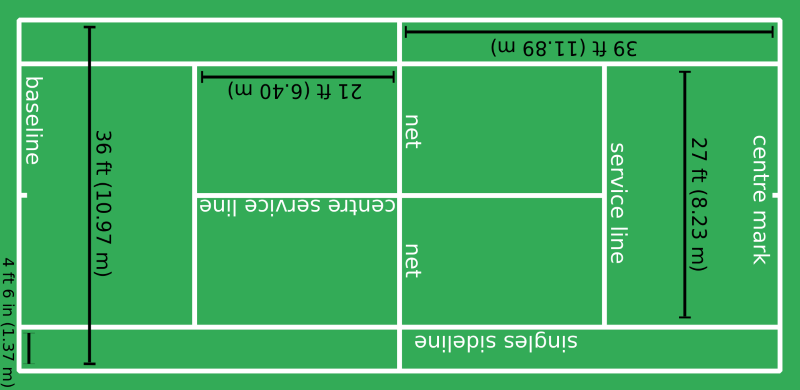 39 ft (11.89 m)
21 ft (6.40 m)
baseline
36 ft (10.97 m)
net
service line
27 ft (8.23 m)
centre mark
centre service line
net
4 ft 6 in (1.37 m)
singles sideline